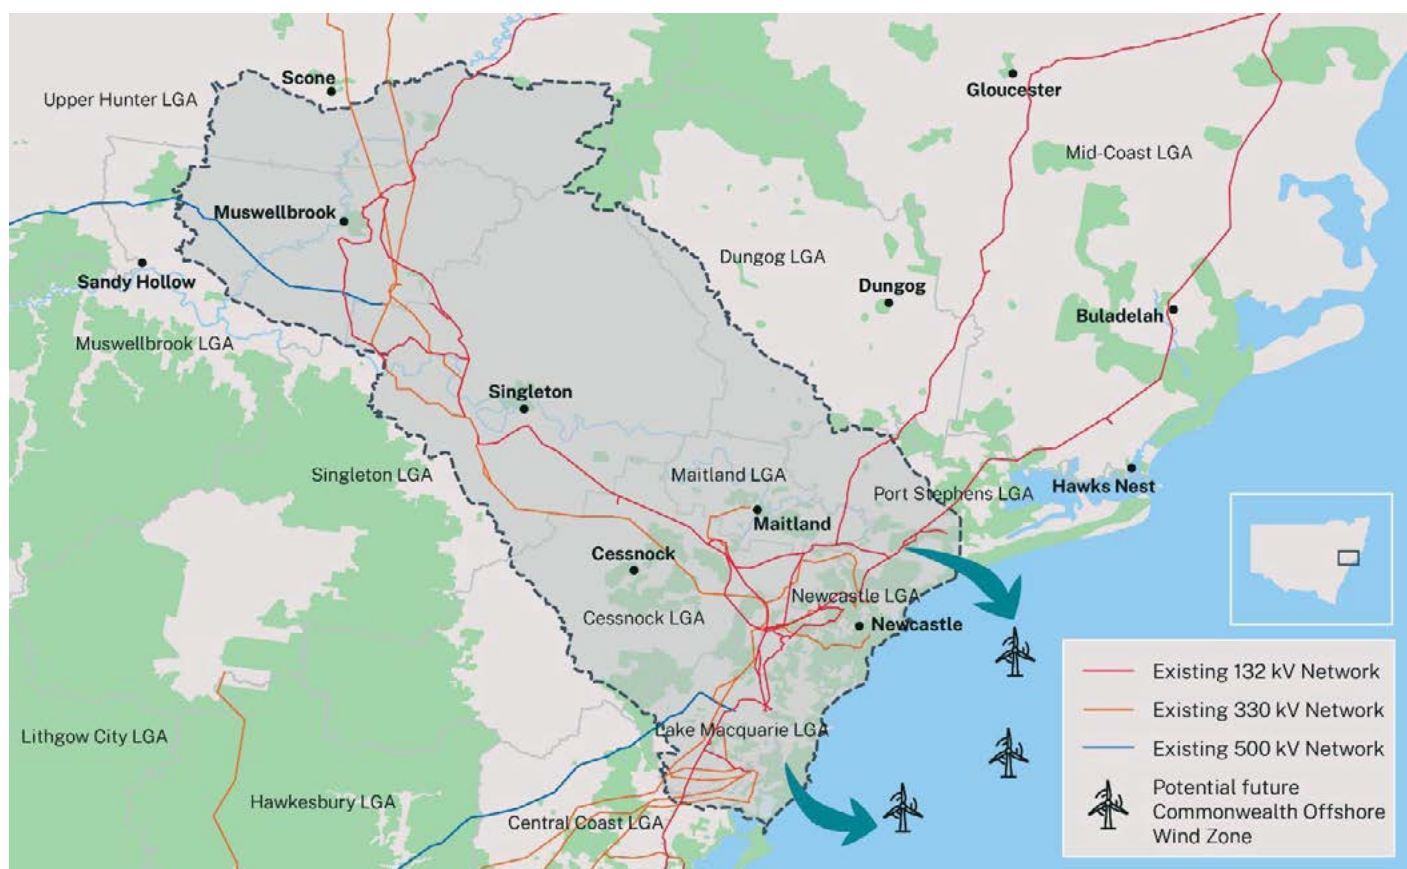 Scone
Upper Hunter LGA
Gloucester
Mid-Coast LGA
Muswellbrook
Dungog LGA
Sandy Hollow
Dungog
Buladelah
Muswellbrook LGA
Singleton
Singleton LGA
Maitland LGA
Port Stephens LGA
Hawks Nest
Maitland
Cessnock
Newcastle LGA
Cessnock LGA
Newcastle
Lake Macquarie LGA
Lithgow City LGA
Hawkesbury LGA
Central Coast LGA
Existing 132 kV Network
Existing 330 kV Network
Existing 500 kV Network
Potential future
Commonwealth Offshore
Wind Zone